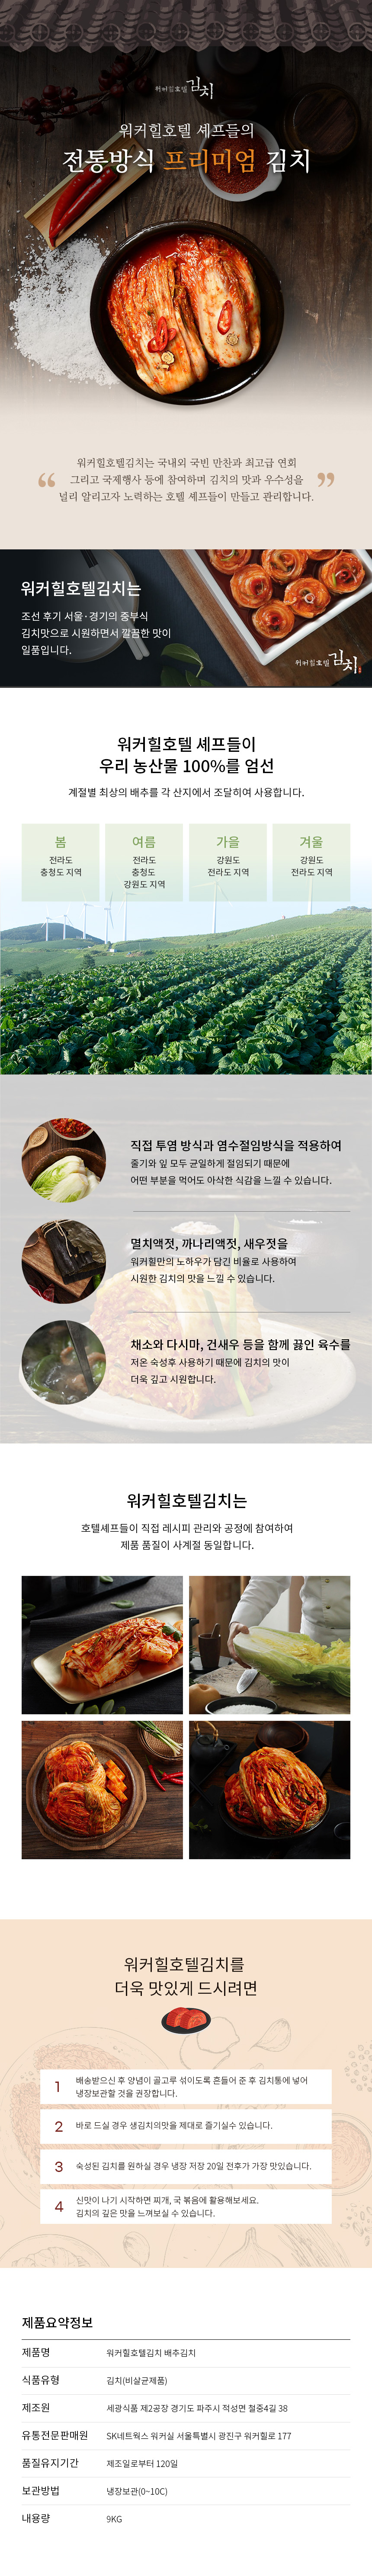 워커힐호텔 김치
워커힐호텔 셰프들의
전통방식 프리미엄 김치
“ 워커힐호텔김치는 국내외 국빈 만찬과 최고급 연회 ”
그리고 국제행사 등에 참여하며 김치의 맛과 우수성을
널리 알리고자 노력하는 호텔 셰프들이 만들고 관리합니다.
워커힐호텔김치는
조선 후기 서울·경기의 중부식
김치맛으로 시원하면서 깔끔한 맛이
일품입니다.
워커힐호텔 김치
워커힐호텔 셰프들이
우리 농산물 100%를 엄선
계절별 최상의 배추를 각 산지에서 조달하여 사용합니다.
봄
전라도
충청도 지역
여름
전라도
충청도
강원도 지역
가을
강원도
전라도 지역
겨울
강원도
전라도 지역
직접 투염 방식과 염수절임방식을 적용하여
줄기와 잎 모두 균일하게 절임되기 때문에
어떤 부분을 먹어도 아삭한 식감을 느낄 수 있습니다.
멸치액젓, 까나리액젓, 새우젓을
워커힐만의 노하우가 담긴 비율로 사용하여
시원한 김치의 맛을 느낄 수 있습니다.
채소와 다시마, 건새우 등을 함께 끓인 육수를
저온 숙성후 사용하기 때문에 김치의 맛이
더욱 깊고 시원합니다.
워커힐호텔김치는
호텔셰프들이 직접 레시피 관리와 공정에 참여하여
제품 품질이 사계절 동일합니다.
워커힐호텔김치를
더욱 맛있게 드시려면
1 배송받으신 후 양념이 골고루 섞이도록 흔들어 준 후 김치통에 넣어
냉장보관할 것을 권장합니다.
2 바로 드실 경우 생김치의맛을 제대로 즐기실수 있습니다.
3 숙성된 김치를 원하실 경우 냉장 저장 20일 전후가 가장 맛있습니다.
4 신맛이 나기 시작하면 찌개, 국 볶음에 활용해보세요.
김치의 깊은 맛을 느껴보실 수 있습니다.
제품요약정보
제품명 워커힐호텔김치 배추김치
식품유형 김치(비살균제품)
제조원 세광식품 제2공장 경기도 파주시 적성면 철중4길 38
유통전문판매원 SK네트웍스 워커실 서울특별시 광진구 워커힐로 177
품질유지기간 제조일로부터 120일
보관방법 냉장보관(0~10C)
내용량 9KG